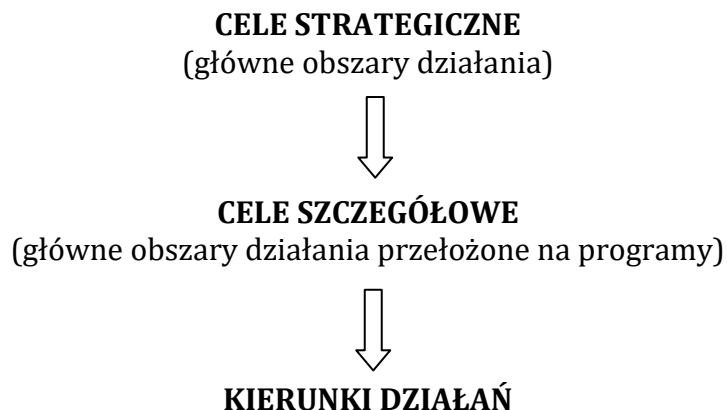 CELE STRATEGICZNE
(główne obszary działania)
CELE SZCZEGÓŁOWE
(główne obszary działania przełożone na programy)
KIERUNKI DZIAŁAŃ